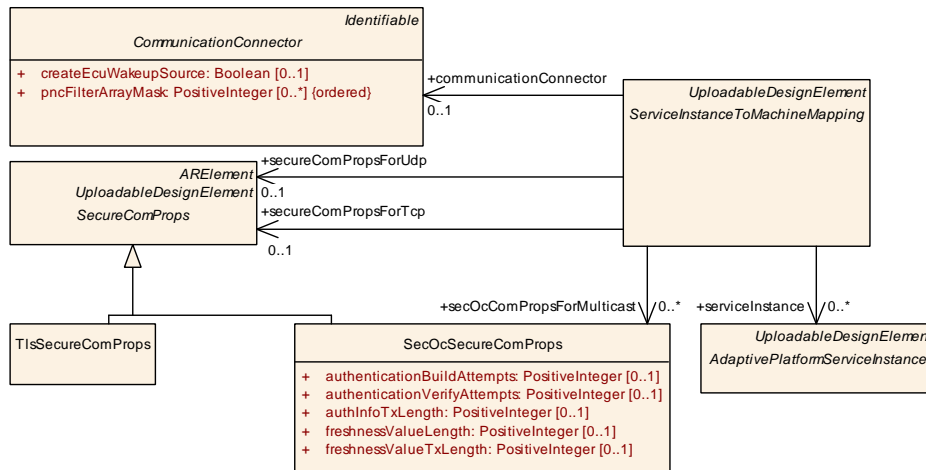 Identifiable
CommunicationConnector
+ createEcuWakeupSource: Boolean [0..1]
+ pncFilterArrayMask: PositiveInteger [0..*] {ordered}
+communicationConnector
0..1
UploadableDesignElement
ServiceInstanceToMachineMapping
ARElement
UploadableDesignElement
SecureComProps
+secureComPropsForUdp
0..1
+secureComPropsForTcp
0..1
+secOcComPropsForMulticast
0..*
+serviceInstance
0..*
TlsSecureComProps
SecOcSecureComProps
+ authenticationBuildAttempts: PositiveInteger [0..1]
+ authenticationVerifyAttempts: PositiveInteger [0..1]
+ authInfoTxLength: PositiveInteger [0..1]
+ freshnessValueLength: PositiveInteger [0..1]
+ freshnessValueTxLength: PositiveInteger [0..1]
UploadableDesignElement
AdaptivePlatformServiceInstance